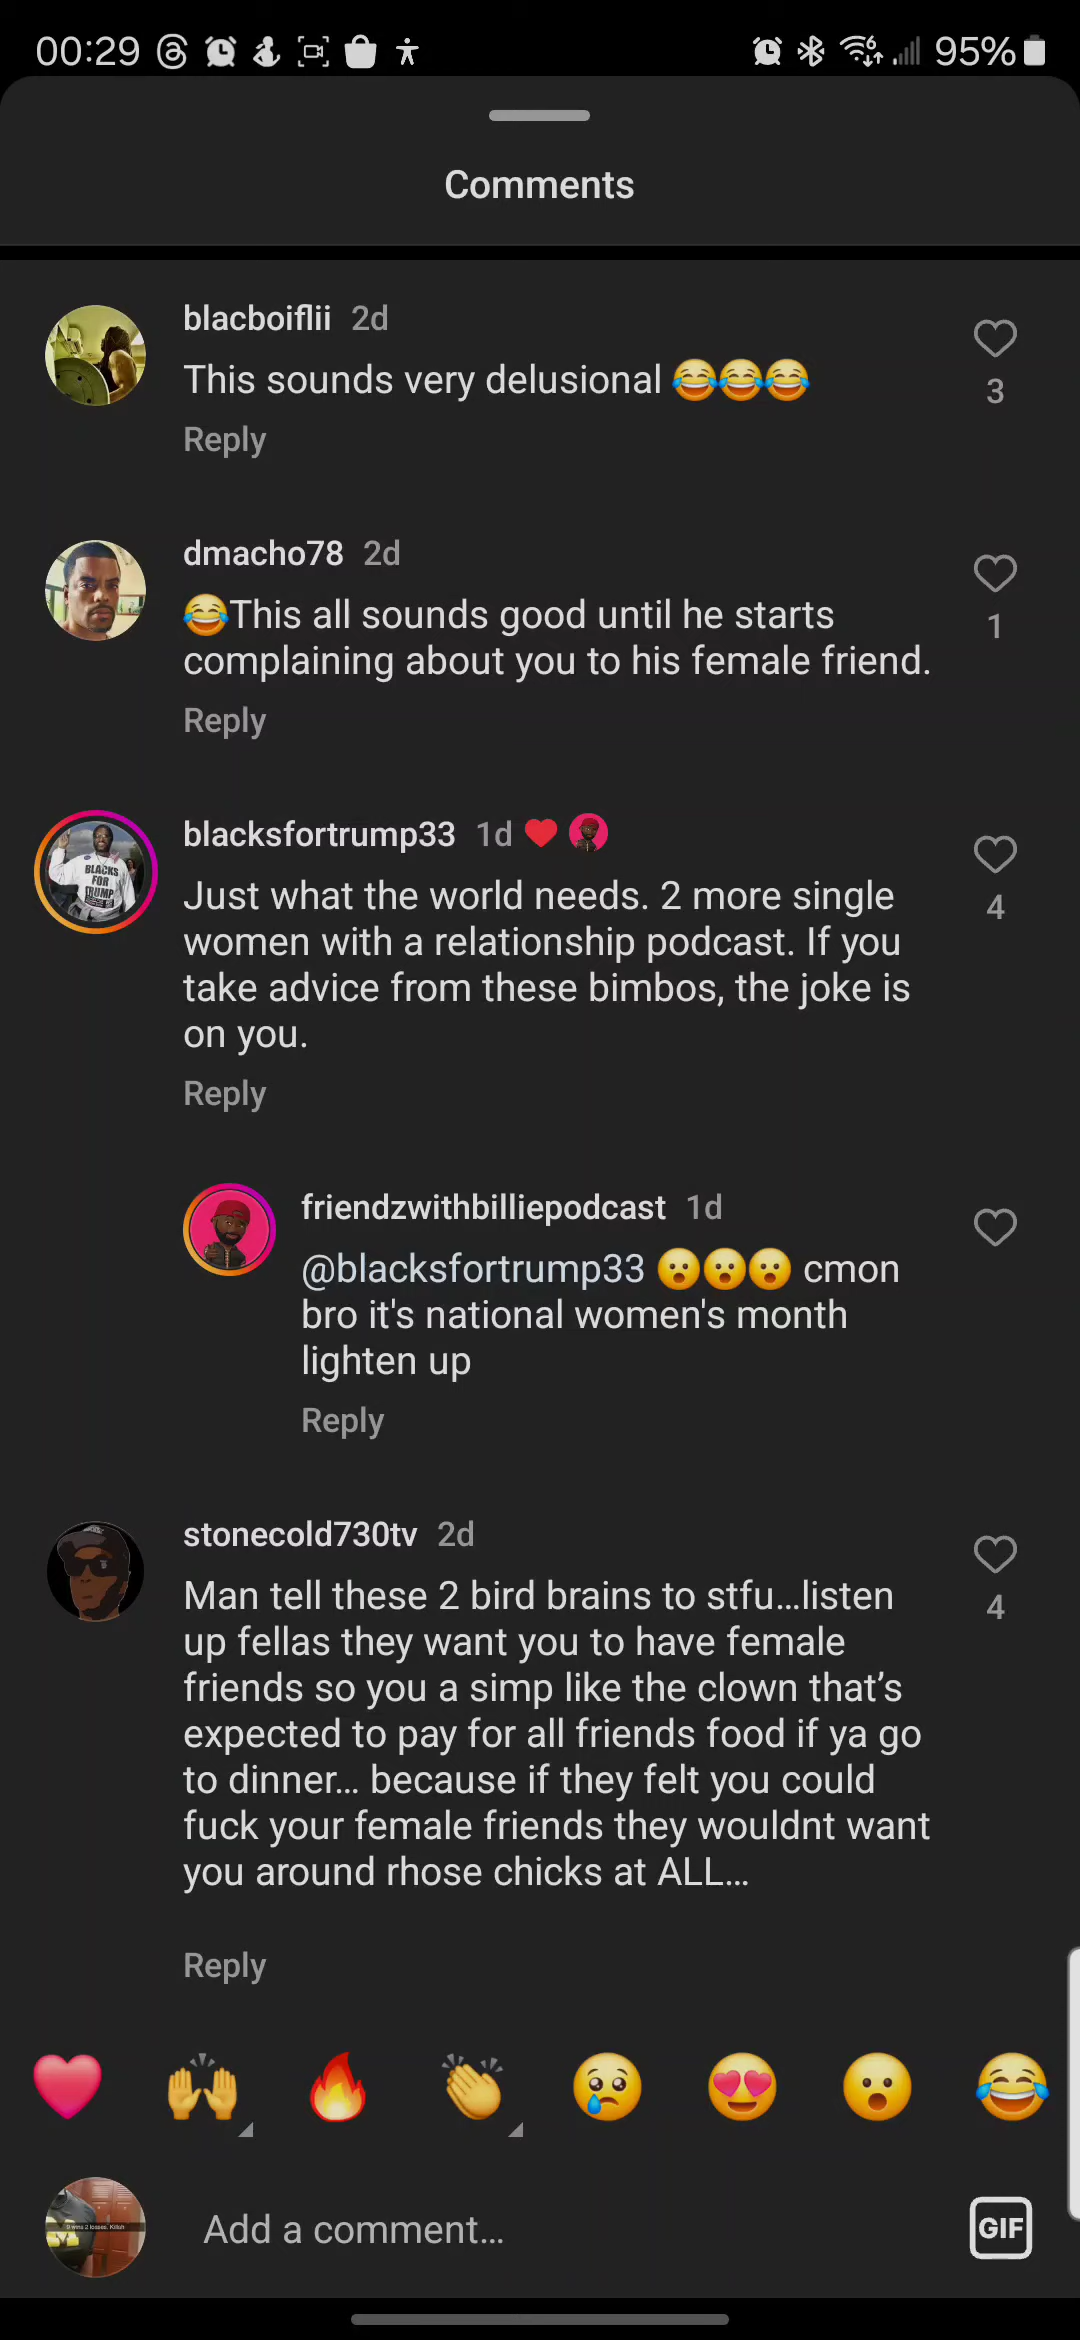 00:29 95%
Comments
blacboiflii 2d
This sounds very delusional 😂😂😂
3
Reply
dmacho78 2d
😂This all sounds good until he starts
complaining about you to his female friend.
1
Reply
blacksfortrump33 1d
Just what the world needs. 2 more single
women with a relationship podcast. If you
take advice from these bimbos, the joke is
on you.
4
Reply
BLACKS
FOR
TRUMP
friendzwithbilliepodcast 1d
@blacksfortrump33 😮😮😮 cmon
bro it's national women's month
lighten up
Reply
stonecold730tv 2d
Man tell these 2 bird brains to stfu...listen
up fellas they want you to have female
friends so you a simp like the clown that’s
expected to pay for all friends food if ya go
to dinner... because if they felt you could
fuck your female friends they wouldnt want
you around rhose chicks at ALL...
4
Reply
Add a comment...
GIF